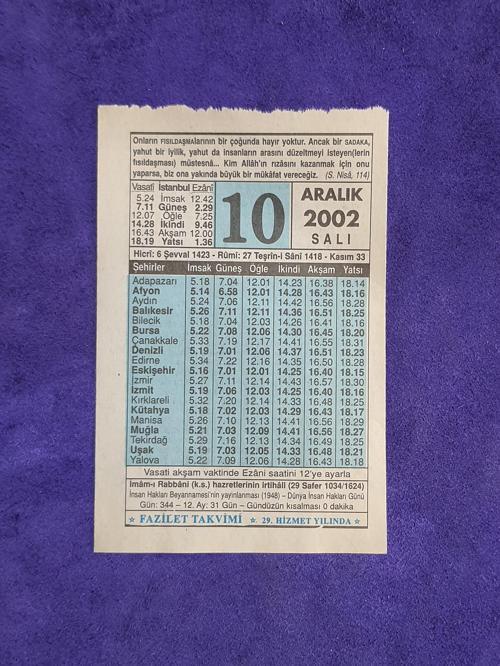 Onların FISILDAŞMAlarının bir çoğunda hayır yoktur. Ancak bir SADAKA,
yahut bir iyilik, yahut da insanların arasını düzeltmeyi isteyen(lerin
fısıldaşması) müstesnâ... Kim Allâh'ın rızâsını kazanmak için onu
yaparsa, biz ona yakında büyük bir mükâfat vereceğiz. (S. Nisâ, 114)
Vasati İstanbul Ezânî
5.24 İmsak 12.42
7.11 Güneş 2.29
12.07 Öğle 7.25
14.28 İkindi 9.46
16.43 Akşam 12.00
18.19 Yatsı 1.36
10
ARALIK
2002
SALI
Hicrî: 6 Şevval 1423 - Rûmî: 27 Teşrîn-i Sânî 1418 - Kasım 33
Şehirler İmsak Güneş Öğle İkindi Akşam Yatsı
Adapazarı 5.18 7.04 12.01 14.23 16.38 18.14
Afyon 5.14 6.58 12.01 14.28 16.43 18.16
Aydın 5.24 7.06 12.11 14.42 16.56 18.28
Balıkesir 5.26 7.11 12.11 14.36 16.51 18.25
Bilecik 5.18 7.04 12.03 14.26 16.41 18.16
Bursa 5.22 7.08 12.06 14.30 16.45 18.20
Çanakkale 5.33 7.19 12.17 14.41 16.55 18.31
Denizli 5.19 7.01 12.06 14.37 16.51 18.23
Edirne 5.34 7.22 12.16 14.35 16.50 18.28
Eskişehir 5.16 7.01 12.01 14.25 16.40 18.15
İzmir 5.27 7.11 12.14 14.43 16.57 18.30
İzmit 5.19 7.06 12.03 14.25 16.40 18.16
Kırklareli 5.32 7.20 12.14 14.33 16.48 18.25
Kütahya 5.18 7.02 12.03 14.29 16.43 18.17
Manisa 5.26 7.10 12.13 14.41 16.56 18.29
Muğla 5.21 7.03 12.09 14.41 16.56 18.27
Tekirdağ 5.29 7.16 12.13 14.34 16.49 18.25
Uşak 5.19 7.03 12.05 14.33 16.48 18.21
Yalova 5.22 7.09 12.06 14.28 16.43 18.18
Vasati akşam vaktinde Ezâni saatini 12'ye ayarla
İmâm-ı Rabbânî (k.s.) hazretlerinin irtihâli (29 Safer 1034/1624)
İnsan Hakları Beyannamesi'nin yayınlanması (1948) – Dünya İnsan Hakları Günü
Gün: 344 – 12. Ay: 31 Gün – Gündüzün kısalması 0 dakika
FAZİLET TAKVİMİ 29. HİZMET YILINDA